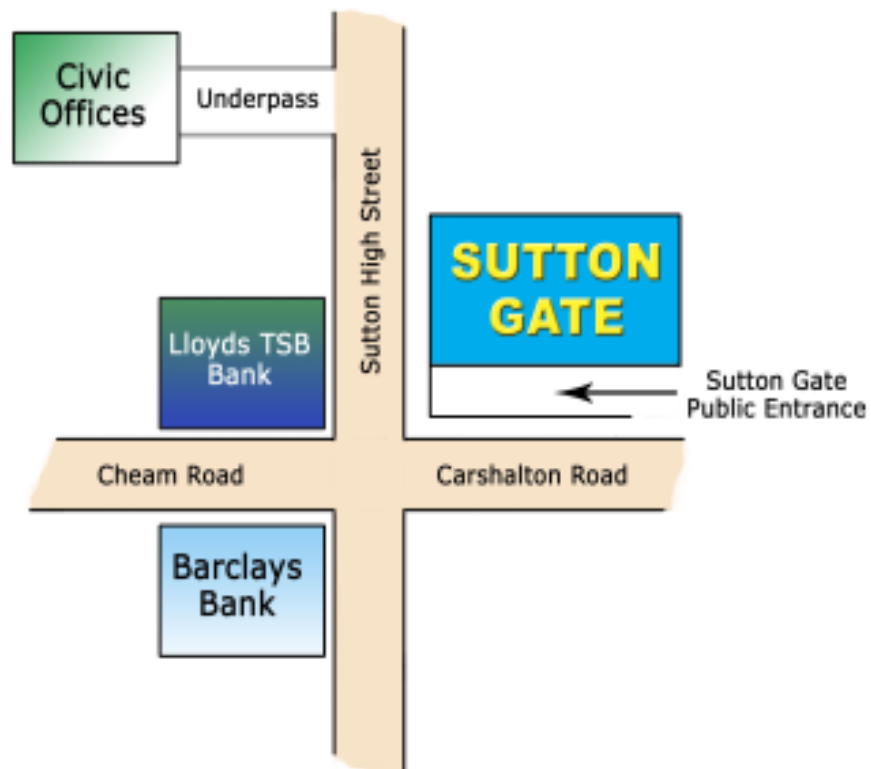 Civic
Offices
Underpass
Sutton High Street
SUTTON
GATE
Lloyds TSB
Bank
Sutton Gate
Public Entrance
Cheam Road
Carshalton Road
Barclays
Bank